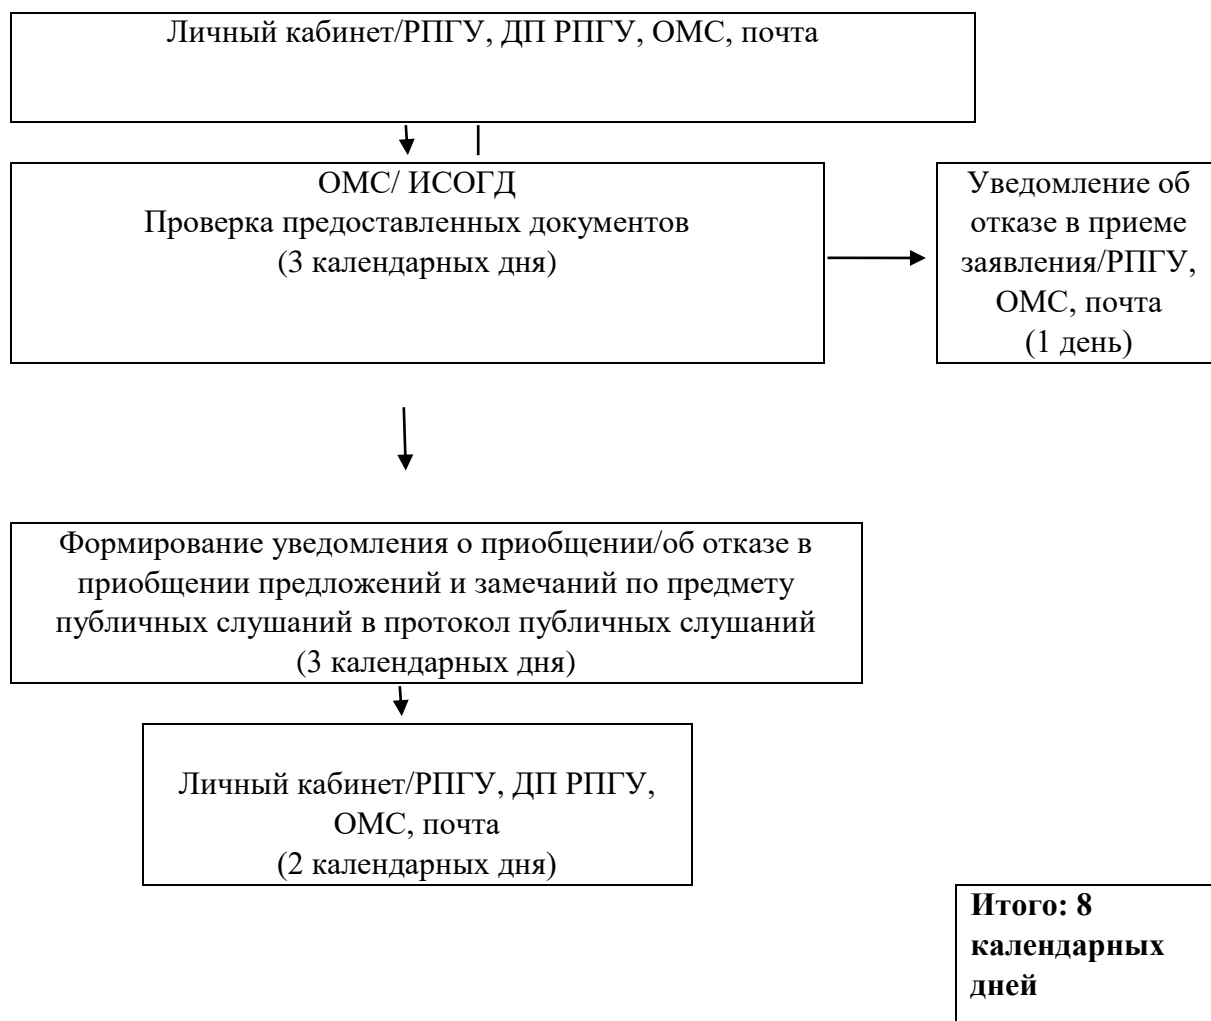 Личный кабинет/РПГУ, ДП РПГУ, ОМС, почта
ОМС/ ИСОГД
Проверка предоставленных документов
(3 календарных дня)
Уведомление об
отказе в приеме
заявления/РПГУ,
ОМС, почта
(1 день)
Формирование уведомления о приобщении/об отказе в
приобщении предложений и замечаний по предмету
публичных слушаний в протокол публичных слушаний
(3 календарных дня)
Личный кабинет/РПГУ, ДП РПГУ,
ОМС, почта
(2 календарных дня)
Итого: 8
календарных
дней